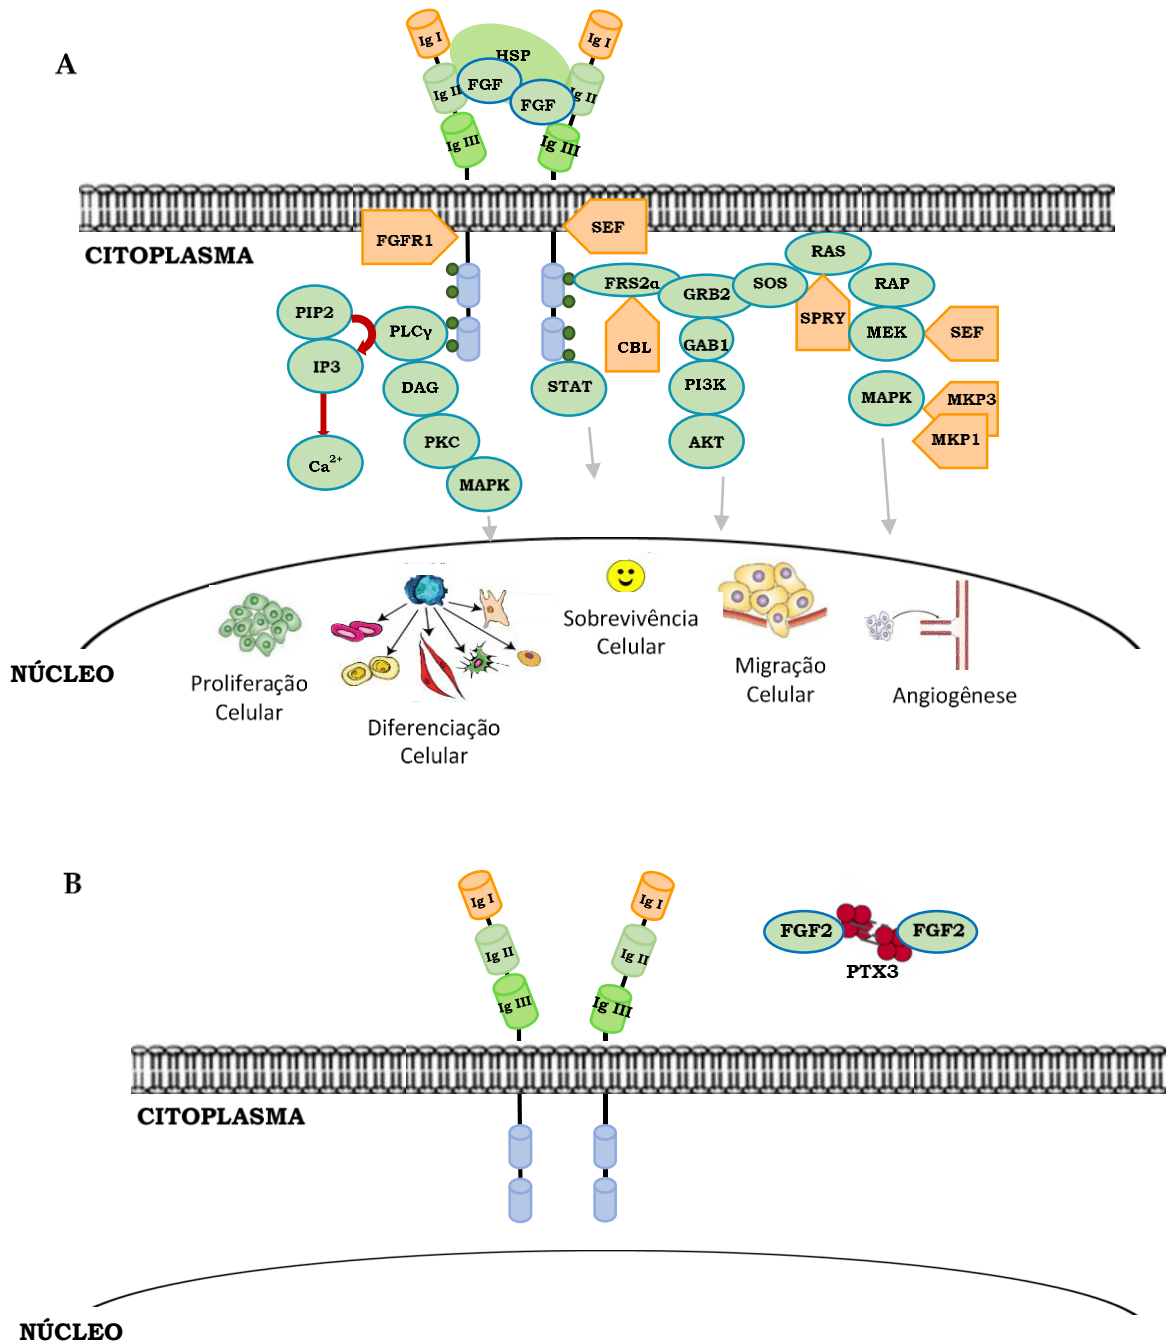 A
Ig I
Ig I
HSP
Ig II
FGF
FGF
Ig II
Ig III
Ig III
CITOPLASMA
FGFR1
SEF
RAS
FRS2α
GRB2
SOS
RAP
PIP2
PLCγ
SPRY
MEK
SEF
CBL
GAB1
IP3
DAG
STAT
PI3K
MAPK
MKP3
MKP1
PKC
AKT
Ca²⁺
MAPK
NÚCLEO
Proliferação
Celular
Diferenciação
Celular
Sobrevivência
Celular
Migração
Celular
Angiogênese
B
Ig I
Ig I
FGF2
FGF2
PTX3
Ig II
Ig II
Ig III
Ig III
CITOPLASMA
NÚCLEO